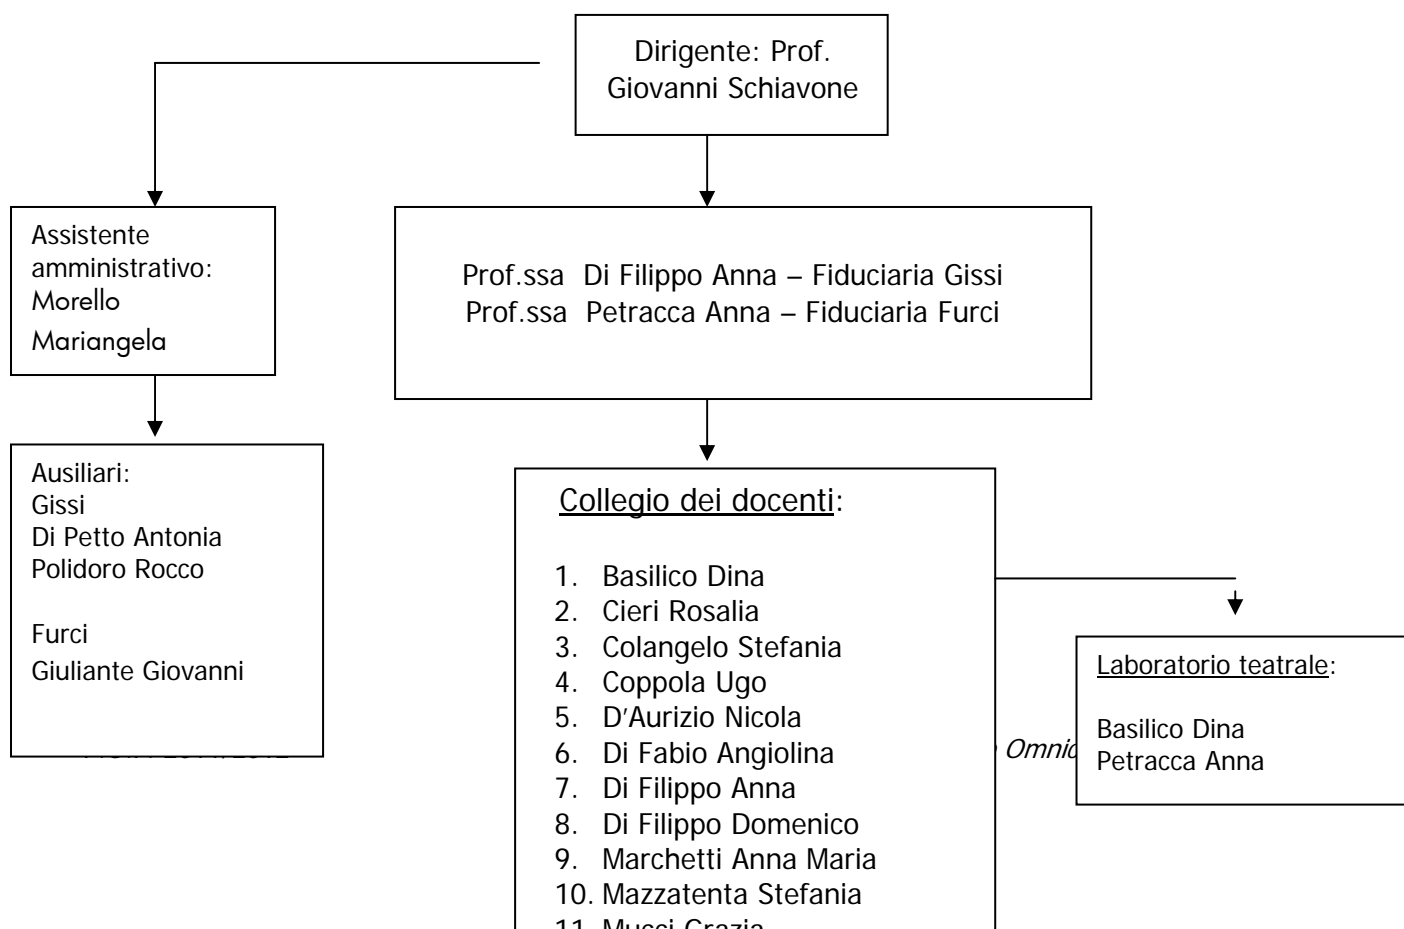 Dirigente: Prof.
Giovanni Schiavone
Assistente
amministrativo:
Morello
Mariangela
Prof.ssa Di Filippo Anna – Fiduciaria Gissi
Prof.ssa Petracca Anna – Fiduciaria Furci
Ausiliari:
Gissi
Di Petto Antonia
Polidoro Rocco
Furci
Giuliante Giovanni
Collegio dei docenti:
1. Basilico Dina
2. Cieri Rosalia
3. Colangelo Stefania
4. Coppola Ugo
5. D'Aurizio Nicola
6. Di Fabio Angiolina
7. Di Filippo Anna
8. Di Filippo Domenico
9. Marchetti Anna Maria
10. Mazzatenta Stefania
11. Mucci Grazia
Laboratorio teatrale:
Basilico Dina
Petracca Anna